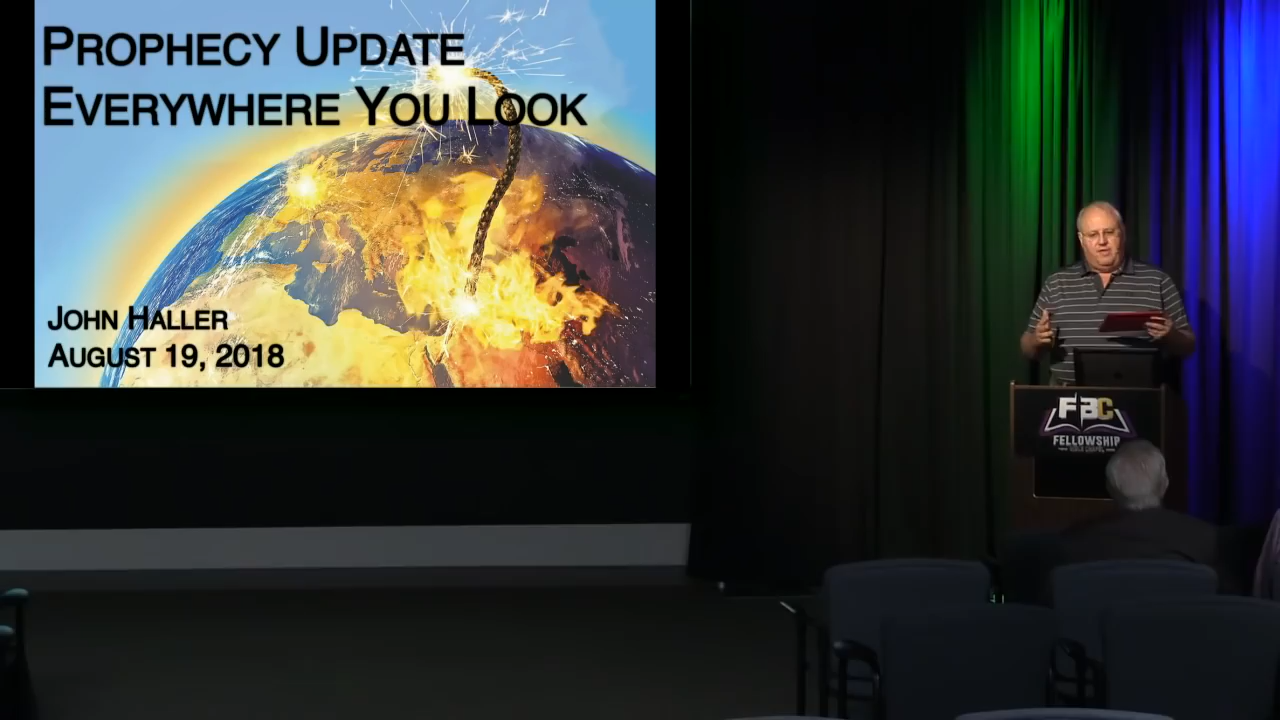 PROPHECY UPDATE
EVERYWHERE YOU LOOK
JOHN HALLER
AUGUST 19, 2018
FBC
FELLOWSHIP